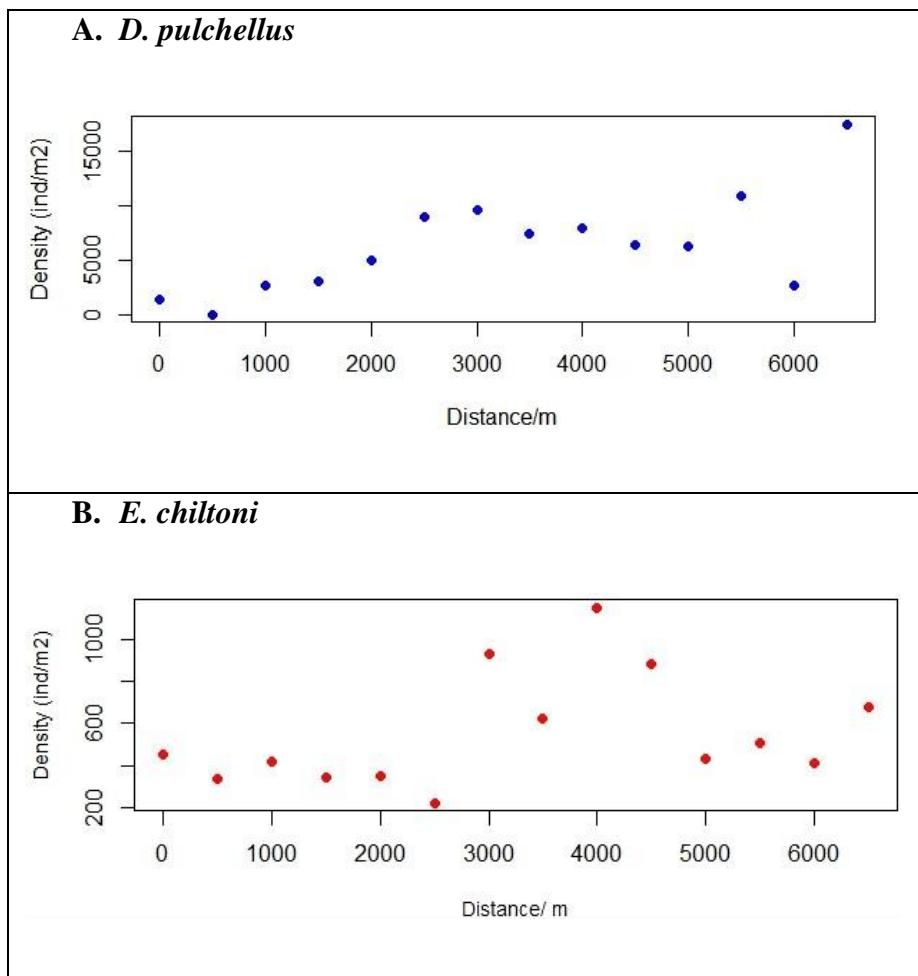 A. D. pulchellus
15000
5000
0
Density (ind/m2)
0 1000 2000 3000 4000 5000 6000
Distance/m
B. E. chiltoni
1000
600
200
Density (ind/m2)
0 1000 2000 3000 4000 5000 6000
Distance/ m